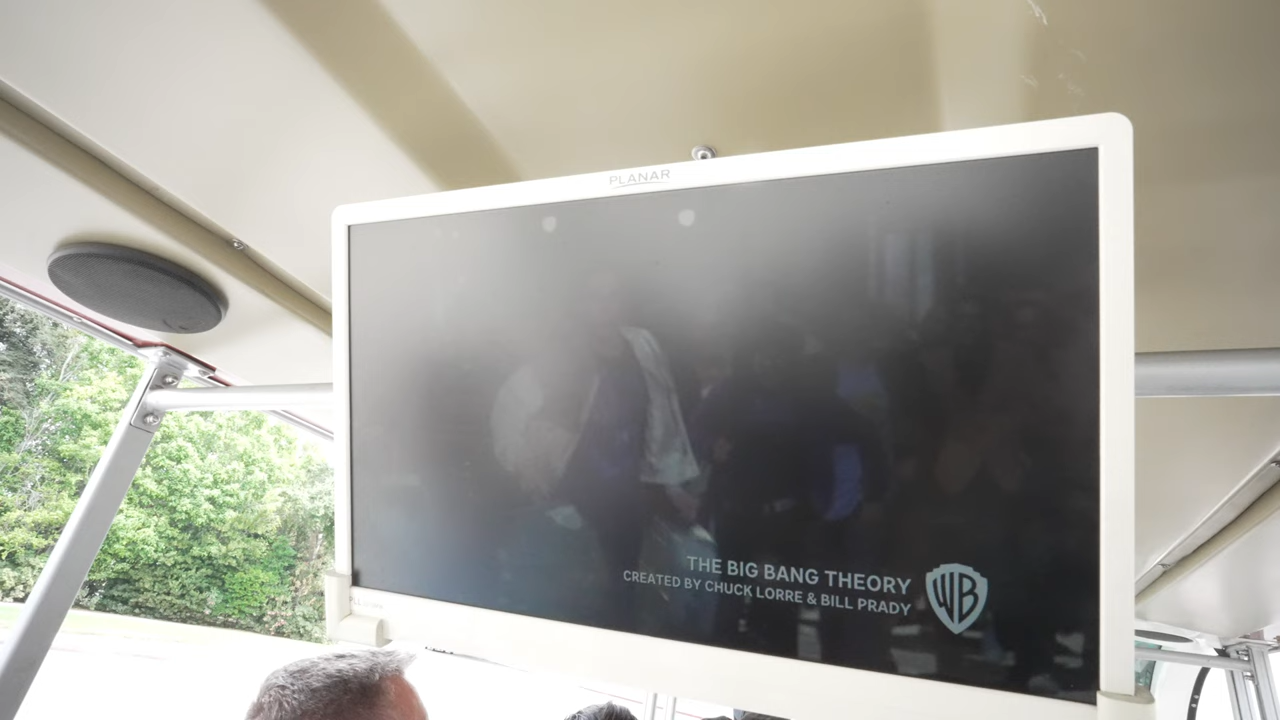 PLANAR
THE BIG BANG THEORY
CREATED BY CHUCK LORRE & BILL PRADY
WB